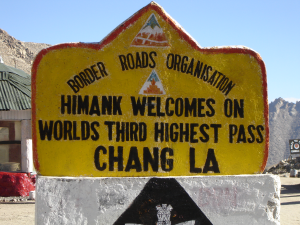 BORDER ROADS ORGANISATION
HIMANK WELCOMES ON
WORLDS THIRD HIGHEST PASS
CHANG LA